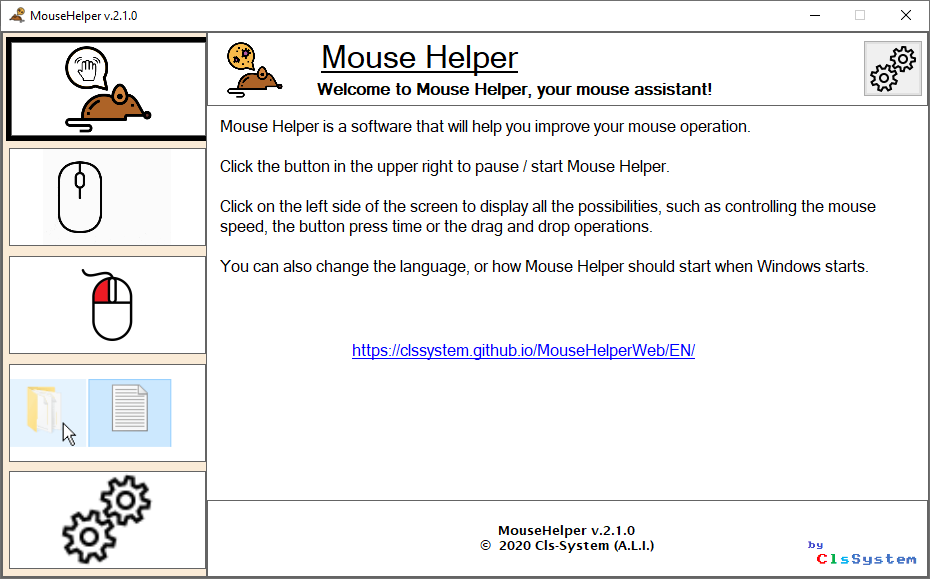 MouseHelper v.2.1.0
Mouse Helper
Welcome to Mouse Helper, your mouse assistant!
Mouse Helper is a software that will help you improve your mouse operation.
Click the button in the upper right to pause / start Mouse Helper.
Click on the left side of the screen to display all the possibilities, such as controlling the mouse
speed, the button press time or the drag and drop operations.
You can also change the language, or how Mouse Helper should start when Windows starts.
https://clssystem.github.io/MouseHelperWeb/EN/
MouseHelper v.2.1.0
© 2020 Cls-System (A.L.I.)
by
ClsSystem